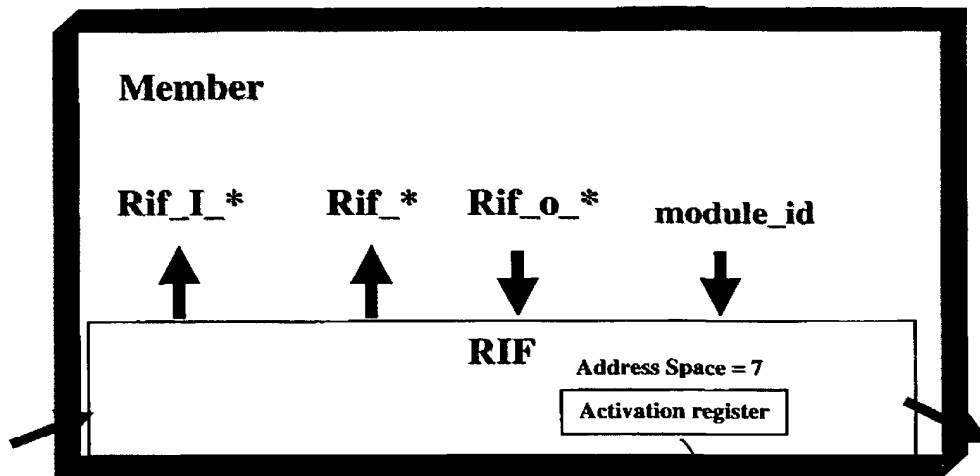 Member
Rif_I_* Rif_* Rif_o_* module_id
RIF
Address Space = 7
Activation register